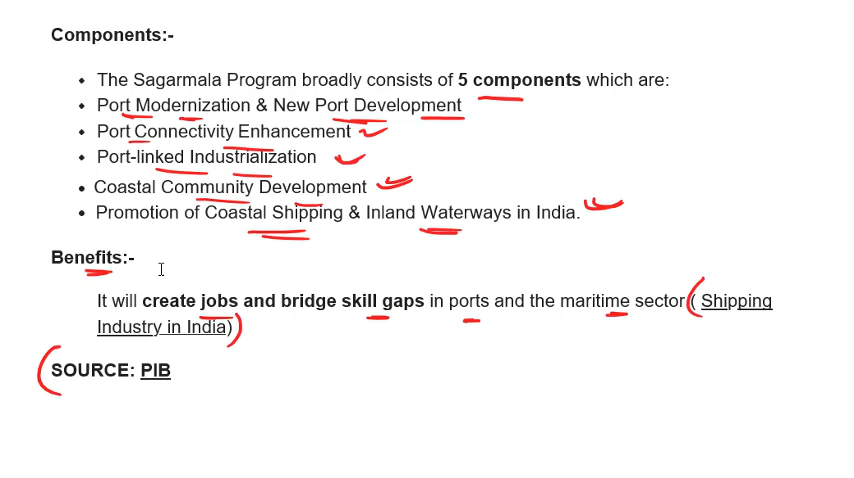 Components:-
• The Sagarmala Program broadly consists of 5 components which are:
• Port Modernization & New Port Development
• Port Connectivity Enhancement
• Port-linked Industrialization
• Coastal Community Development
• Promotion of Coastal Shipping & Inland Waterways in India.
Benefits:-
It will create jobs and bridge skill gaps in ports and the maritime sector ( Shipping
Industry in India)
SOURCE: PIB